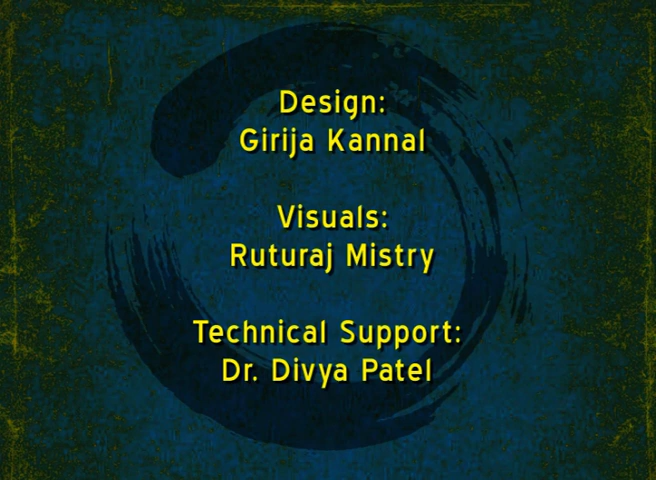 Design:
Girija Kannal
Visuals:
Ruturaj Mistry
Technical Support:
Dr. Divya Patel